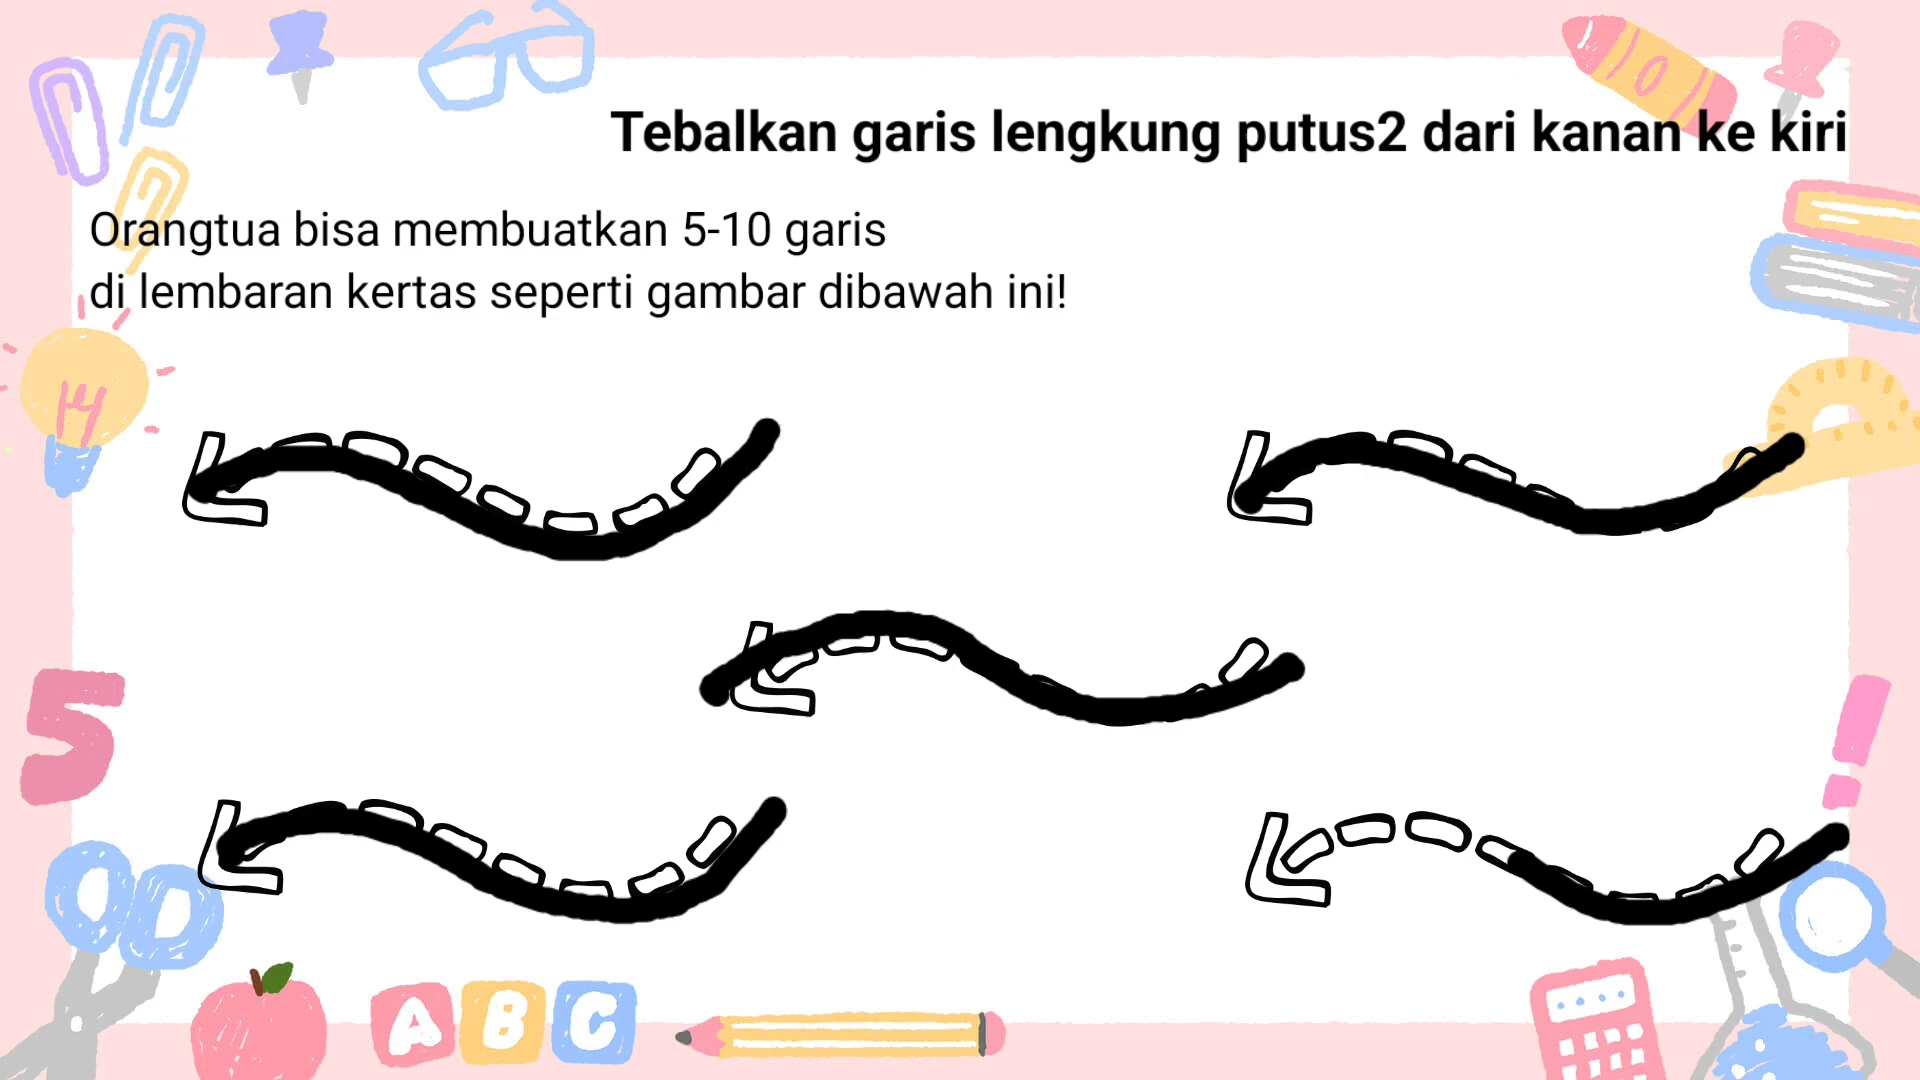 Tebalkan garis lengkung putus2 dari kanan ke kiri
Orangtua bisa membuatkan 5-10 garis
di lembaran kertas seperti gambar dibawah ini!
5
!
A B C